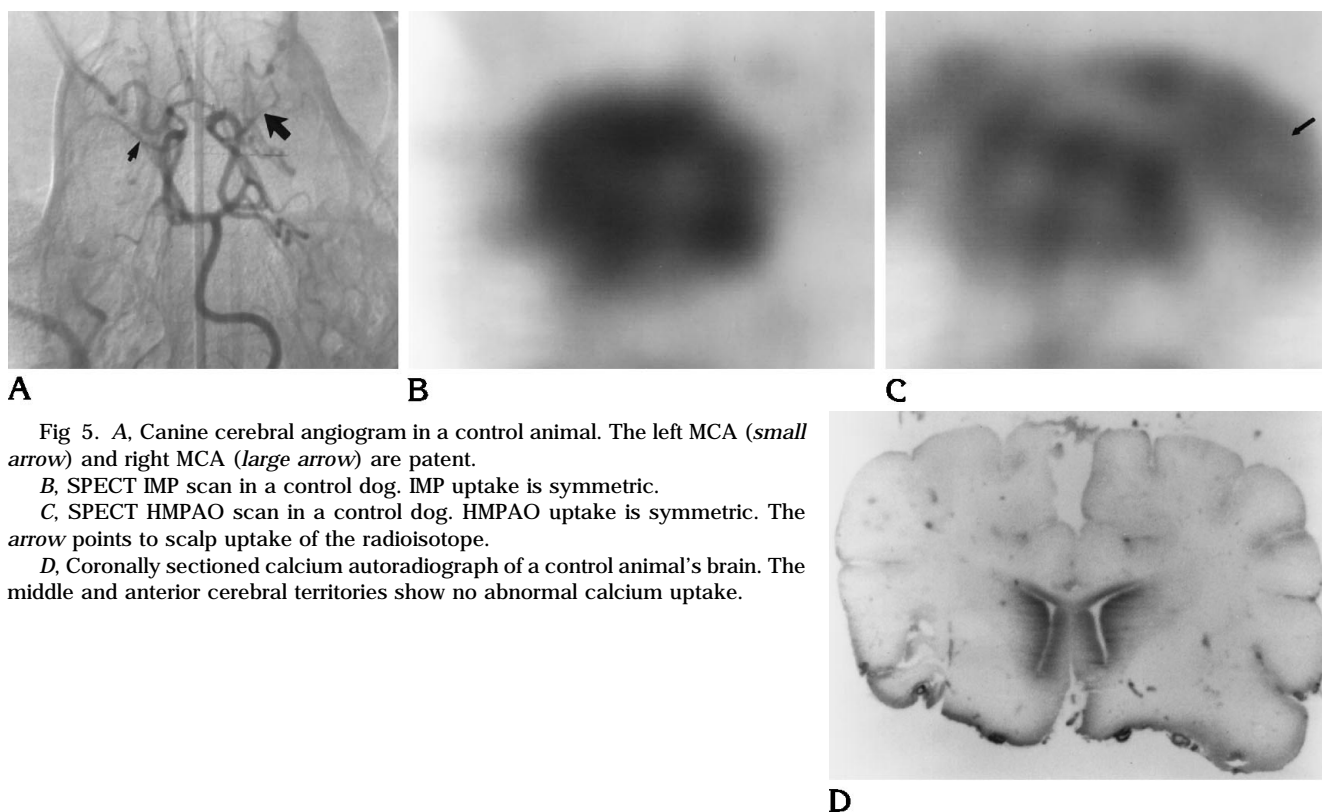 A
B
C
Fig 5. A, Canine cerebral angiogram in a control animal. The left MCA (small
arrow) and right MCA (large arrow) are patent.
B, SPECT IMP scan in a control dog. IMP uptake is symmetric.
C, SPECT HMPAO scan in a control dog. HMPAO uptake is symmetric. The
arrow points to scalp uptake of the radioisotope.
D, Coronally sectioned calcium autoradiograph of a control animal's brain. The
middle and anterior cerebral territories show no abnormal calcium uptake.
D